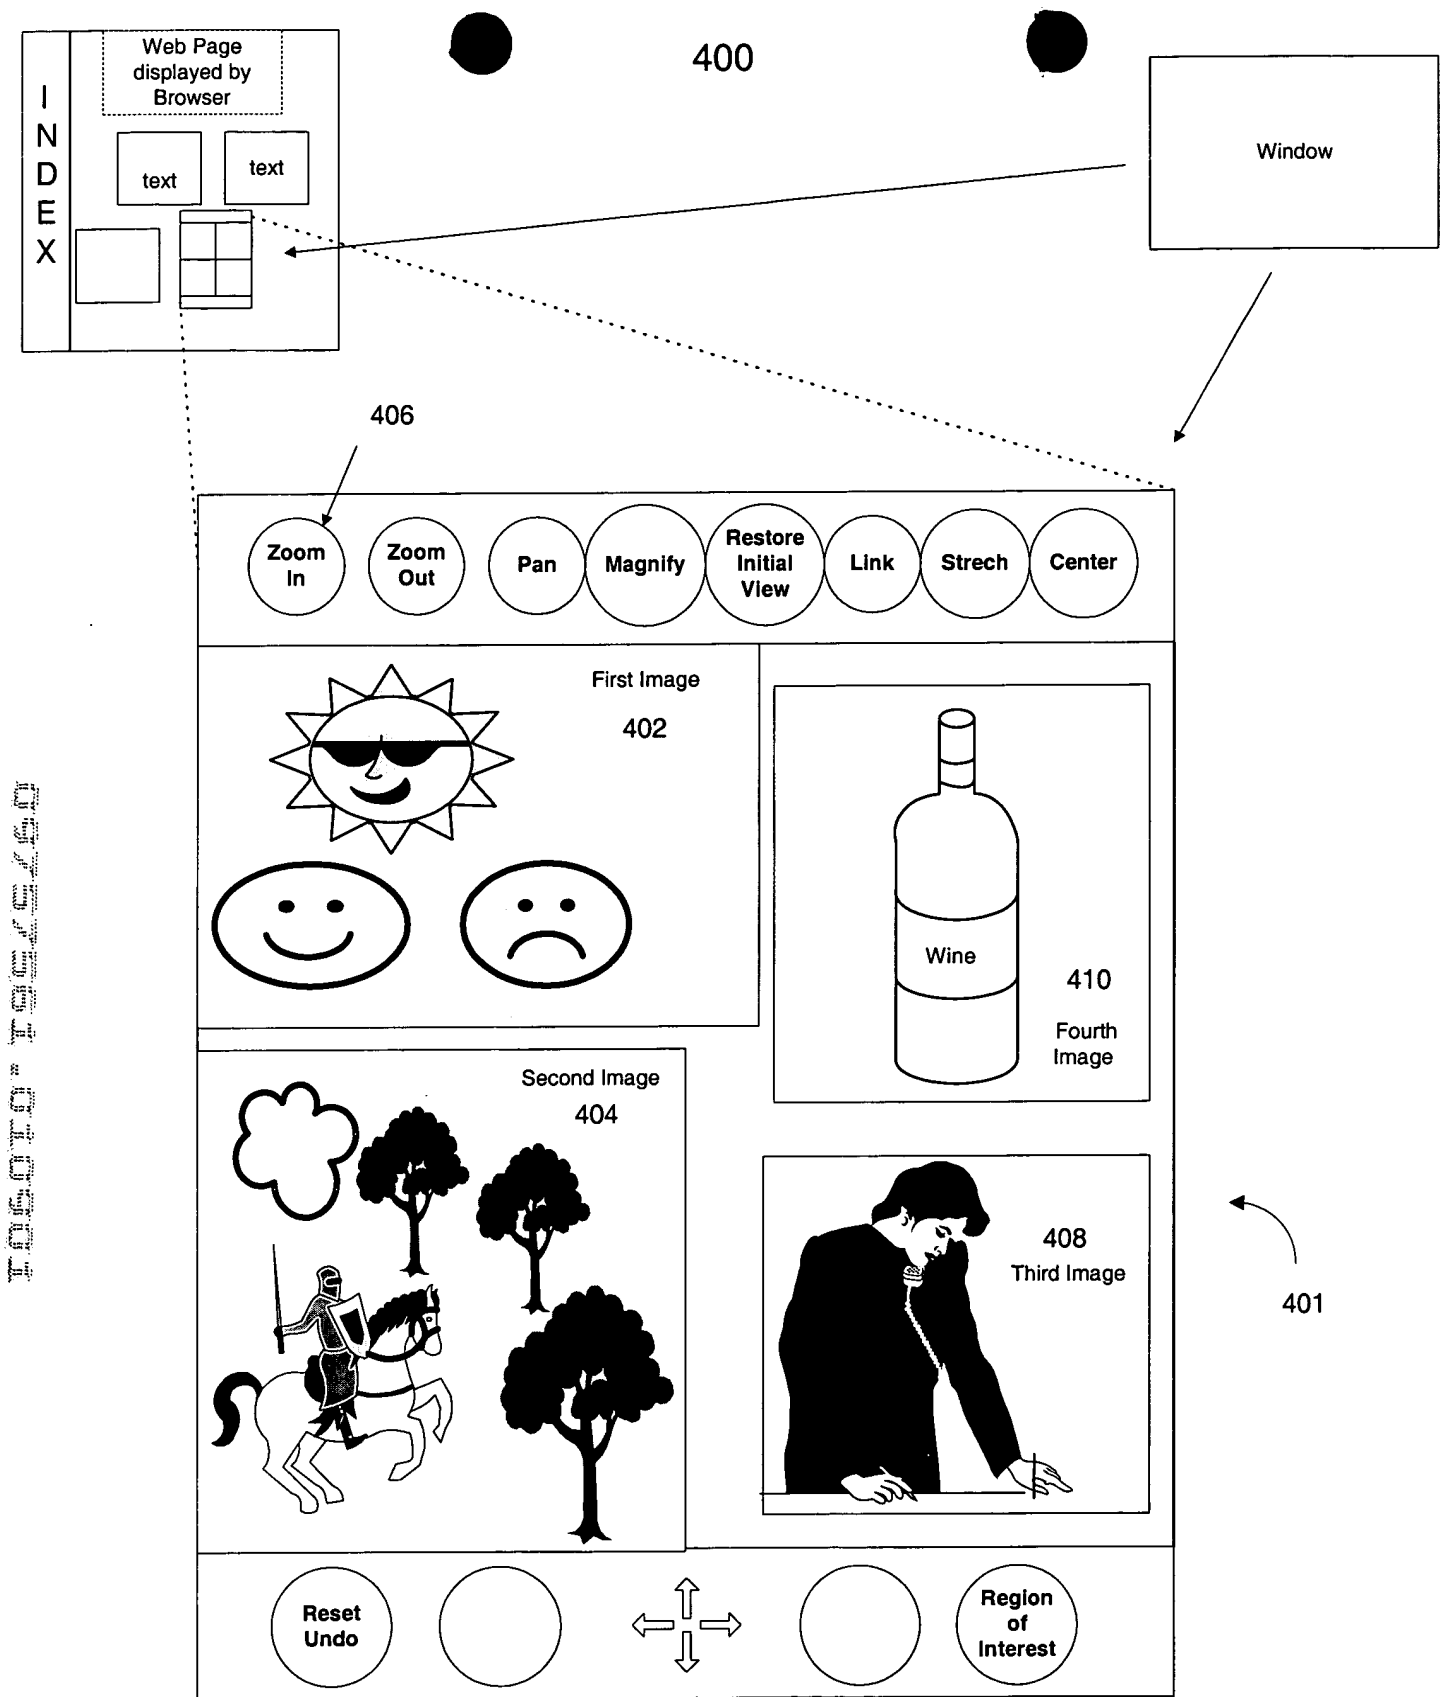 400
Web Page
displayed by
Browser
INDEX
text
text
Window
406
Zoom
In
Zoom
Out
Pan
Magnify
Restore
Initial
View
Link
Strech
Center
First Image
402
Wine
410
Fourth
Image
Second Image
404
408
Third Image
401
Reset
Undo
Region
of
Interest